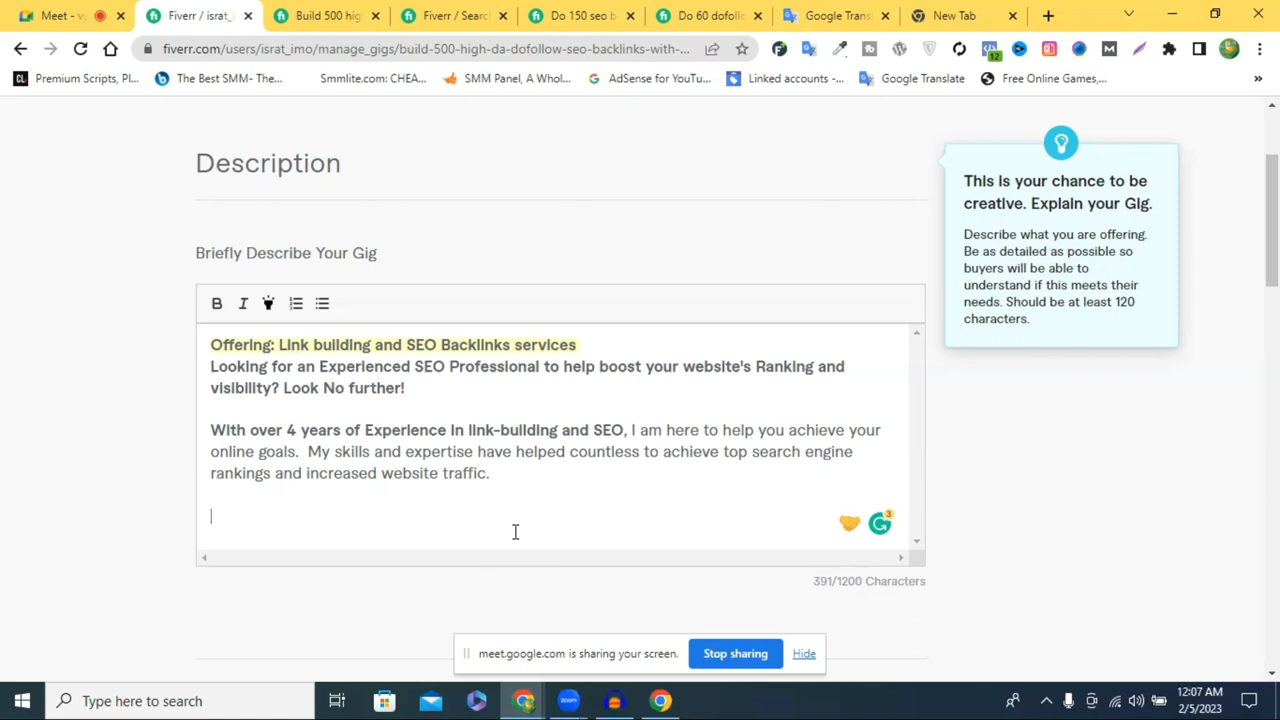 Meet - vy
Fiverr / israt_i
Build 500 hig
Fiverr / Searc
Do 150 seo b
Do 60 dofoll
Google Trans
New Tab
fiverr.com/users/israt_imo/manage_gigs/build-500-high-da-dofollow-seo-backlinks-with-...
12
Premium Scripts, Pl...
The Best SMM- The...
Smmlite.com: CHEA...
SMM Panel, A Whol...
AdSense for YouTu...
Linked accounts -...
Google Translate
Free Online Games,...
Description
This is your chance to be
creative. Explain your Gig.
Describe what you are offering.
Be as detailed as possible so
buyers will be able to
understand if this meets their
needs. Should be at least 120
characters.
Briefly Describe Your Gig
B I
Offering: Link building and SEO Backlinks services
Looking for an Experienced SEO Professional to help boost your website's Ranking and
visibility? Look No further!
With over 4 years of Experience in link-building and SEO, I am here to help you achieve your
online goals. My skills and expertise have helped countless to achieve top search engine
rankings and increased website traffic.
3
391/1200 Characters
meet.google.com is sharing your screen.
Stop sharing
Hide
Type here to search
12:07 AM
2/5/2023